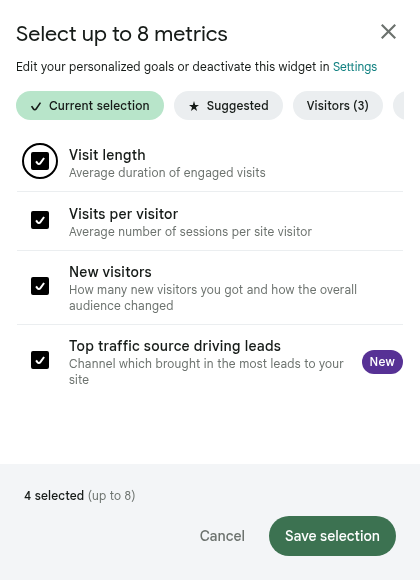 Select up to 8 metrics
Edit your personalized goals or deactivate this widget in Settings
Current selection
Suggested
Visitors (3)
Visit length
Average duration of engaged visits
Visits per visitor
Average number of sessions per site visitor
New visitors
How many new visitors you got and how the overall
audience changed
Top traffic source driving leads
Channel which brought in the most leads to your
site
New
4 selected (up to 8)
Cancel
Save selection